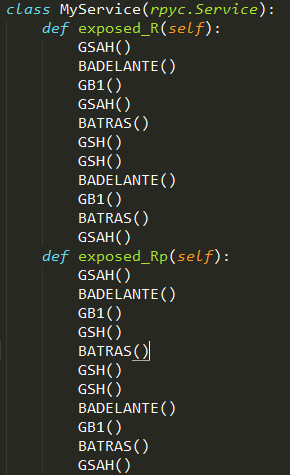 class MyService(rpyc.Service):
    def exposed_R(self):
        GSAH()
        BADELANTE()
        GB1()
        GSAH()
        BATRAS()
        GSH()
        GSH()
        BADELANTE()
        GB1()
        BATRAS()
        GSAH()
    def exposed_Rp(self):
        GSAH()
        BADELANTE()
        GB1()
        GSH()
        BATRAS()
        GSH()
        GSH()
        BADELANTE()
        GB1()
        BATRAS()
        GSAH()